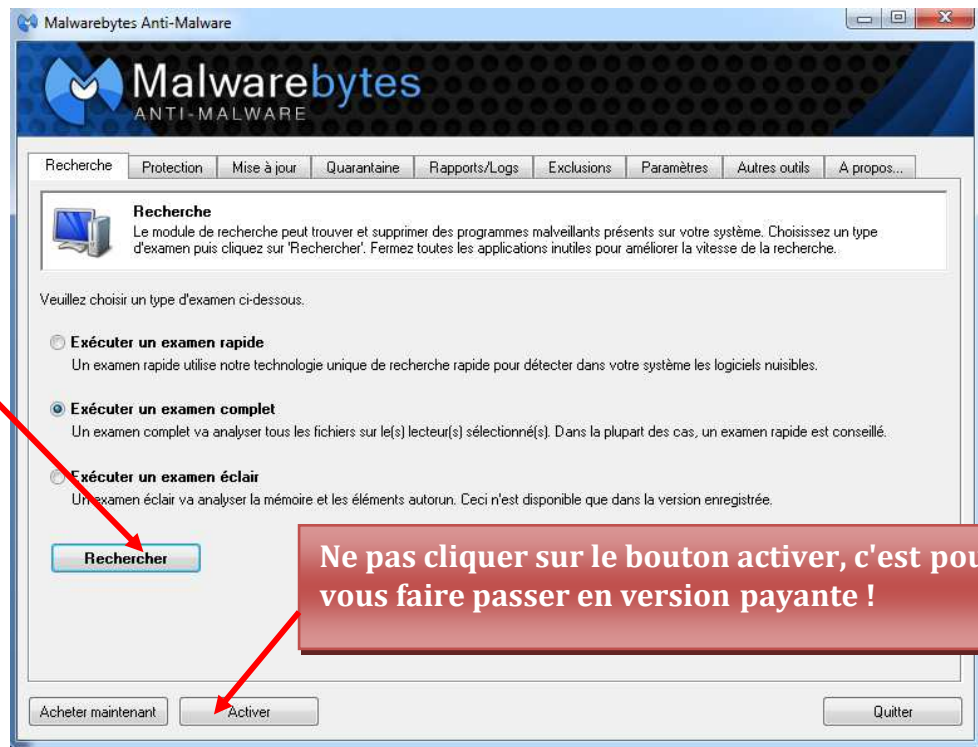 Malwarebytes Anti-Malware
Malwarebytes
ANTI-MALWARE
Recherche Protection Mise à jour Quarantaine Rapports/Logs Exclusions Paramètres Autres outils A propos...
Recherche
Le module de recherche peut trouver et supprimer des programmes malveillants présents sur votre système. Choisissez un type
d'examen puis cliquez sur 'Rechercher'. Fermez toutes les applications inutiles pour améliorer la vitesse de la recherche.
Veuillez choisir un type d'examen ci-dessous.
Exécuter un examen rapide
Un examen rapide utilise notre technologie unique de recherche rapide pour détecter dans votre système les logiciels nuisibles.
Exécuter un examen complet
Un examen complet va analyser tous les fichiers sur le(s) lecteur(s) sélectionné(s). Dans la plupart des cas, un examen rapide est conseillé.
Exécuter un examen éclair
Un examen éclair va analyser la mémoire et les éléments autorun. Ceci n'est disponible que dans la version enregistrée.
Rechercher
Ne pas cliquer sur le bouton activer, c'est pou
vous faire passer en version payante !
Acheter maintenant Activer Quitter